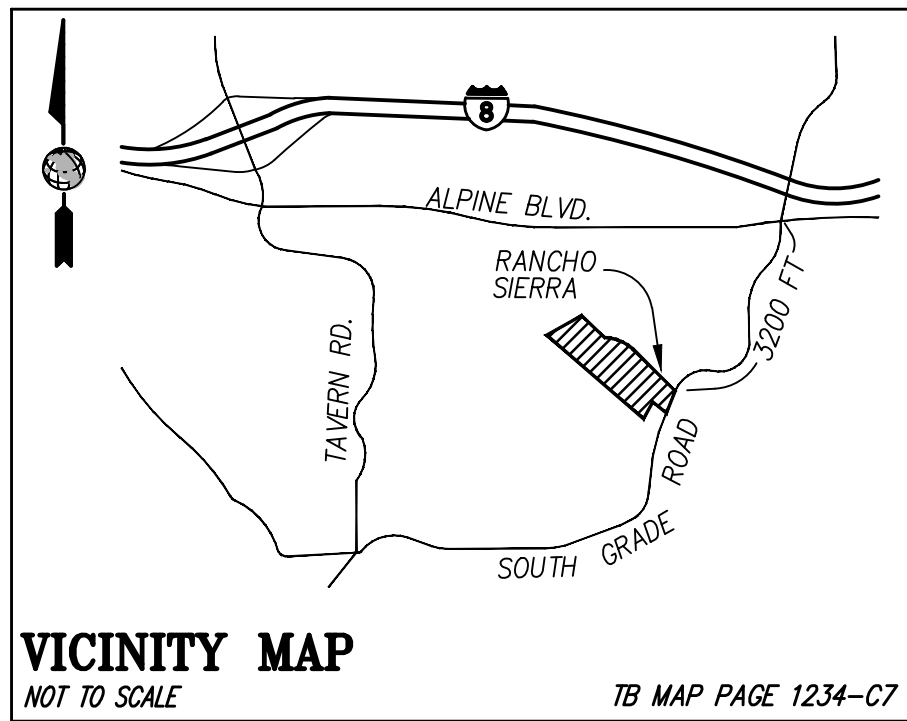 8
ALPINE BLVD.
RANCHO
SIERRA
3200 FT
TAVERN RD.
SOUTH GRADE ROAD
VICINITY MAP
NOT TO SCALE
TB MAP PAGE 1234-C7